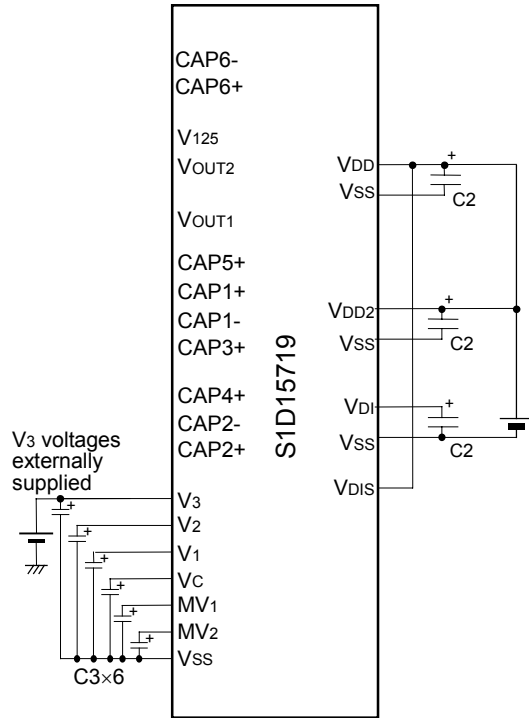 CAP6-
CAP6+
V125
VOUT2
VOUT1
CAP5+
CAP1+
CAP1-
CAP3+
CAP4+
CAP2-
CAP2+
V3 voltages
externally
supplied
V3
V2
V1
VC
MV1
MV2
VSS
C3×6
+
+
+
+
+
+
S1D15719
VDD
VSS
+
C2
VDD2
VSS
+
C2
VDI
VSS
+
C2
VDIS